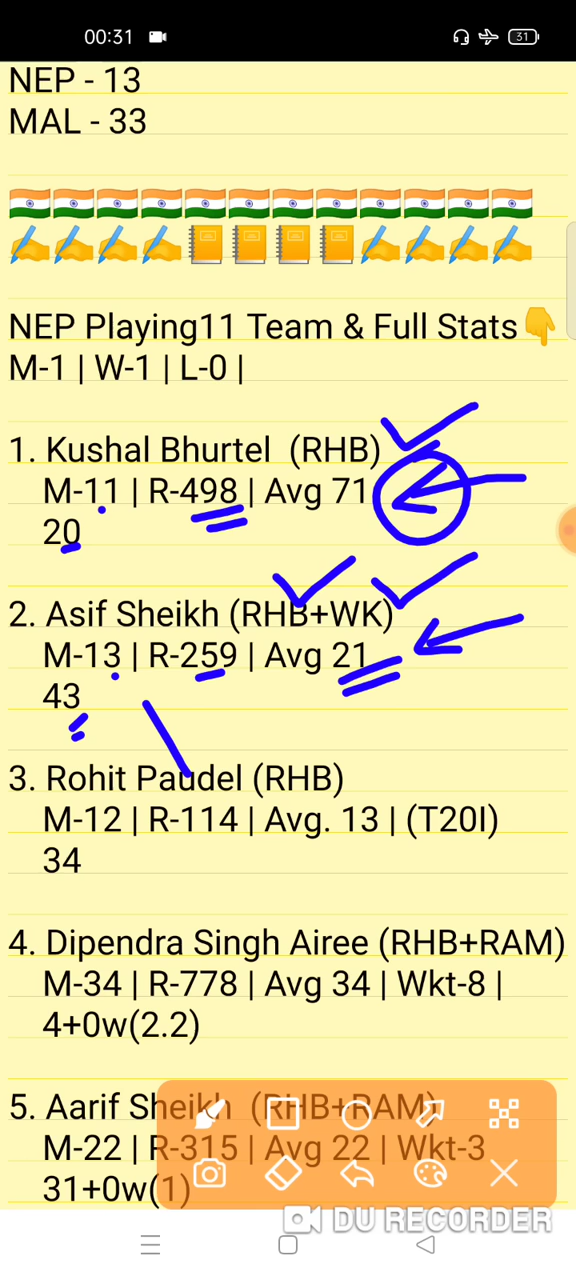 00:31
31
NEP - 13
MAL - 33
NEP Playing11 Team & Full Stats👇
M-1 | W-1 | L-0 |
1. Kushal Bhurtel (RHB)
M-11 | R-498 | Avg 71
20
2. Asif Sheikh (RHB+WK)
M-13 | R-259 | Avg 21
43
3. Rohit Paudel (RHB)
M-12 | R-114 | Avg. 13 | (T20I)
34
4. Dipendra Singh Airee (RHB+RAM)
M-34 | R-778 | Avg 34 | Wkt-8 |
4+0w(2.2)
5. Aarif Sheikh (RHB+RAM)
M-22 | R-315 | Avg 22 | Wkt-3
31+0w(1)
DU RECORDER